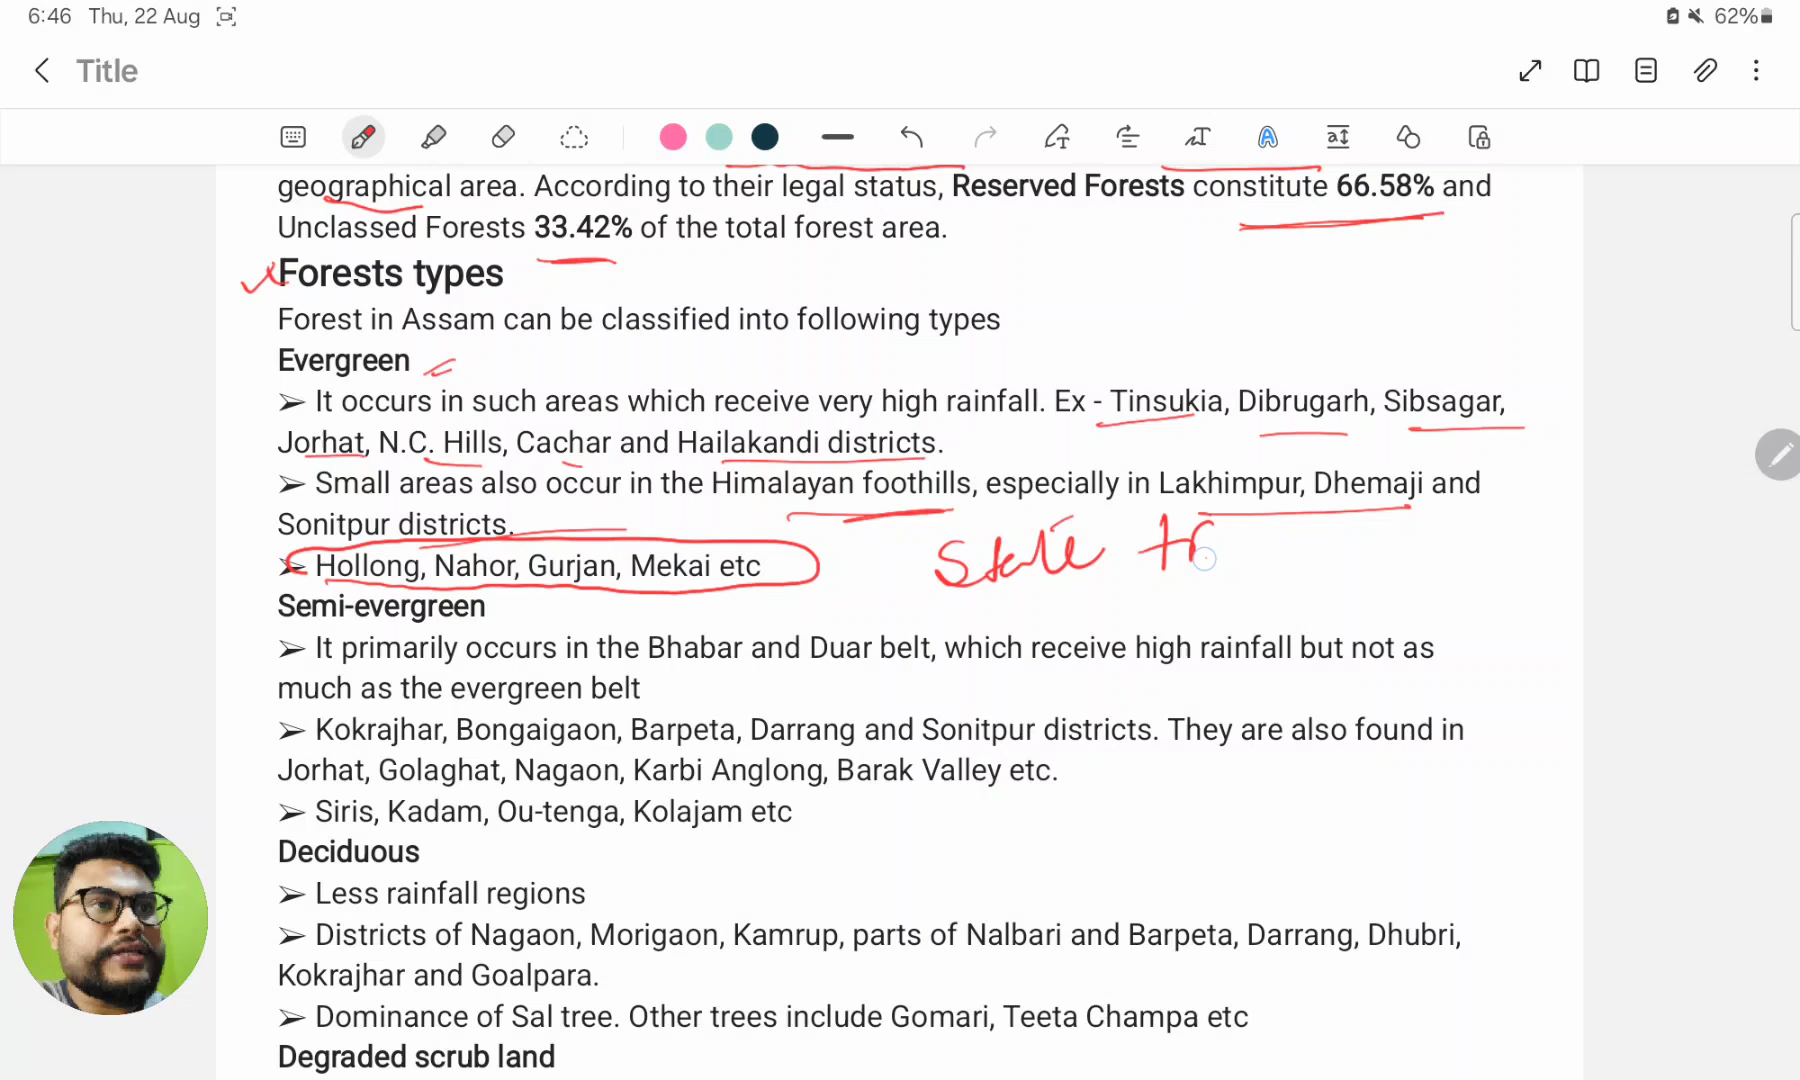 6:46 Thu, 22 Aug 62%
Title
geographical area. According to their legal status, Reserved Forests constitute 66.58% and
Unclassed Forests 33.42% of the total forest area.
Forests types
Forest in Assam can be classified into following types
Evergreen
➢ It occurs in such areas which receive very high rainfall. Ex - Tinsukia, Dibrugarh, Sibsagar,
Jorhat, N.C. Hills, Cachar and Hailakandi districts.
➢ Small areas also occur in the Himalayan foothills, especially in Lakhimpur, Dhemaji and
Sonitpur districts.
➢ Hollong, Nahor, Gurjan, Mekai etc
State tr
Semi-evergreen
➢ It primarily occurs in the Bhabar and Duar belt, which receive high rainfall but not as
much as the evergreen belt
➢ Kokrajhar, Bongaigaon, Barpeta, Darrang and Sonitpur districts. They are also found in
Jorhat, Golaghat, Nagaon, Karbi Anglong, Barak Valley etc.
➢ Siris, Kadam, Ou-tenga, Kolajam etc
Deciduous
➢ Less rainfall regions
➢ Districts of Nagaon, Morigaon, Kamrup, parts of Nalbari and Barpeta, Darrang, Dhubri,
Kokrajhar and Goalpara.
➢ Dominance of Sal tree. Other trees include Gomari, Teeta Champa etc
Degraded scrub land